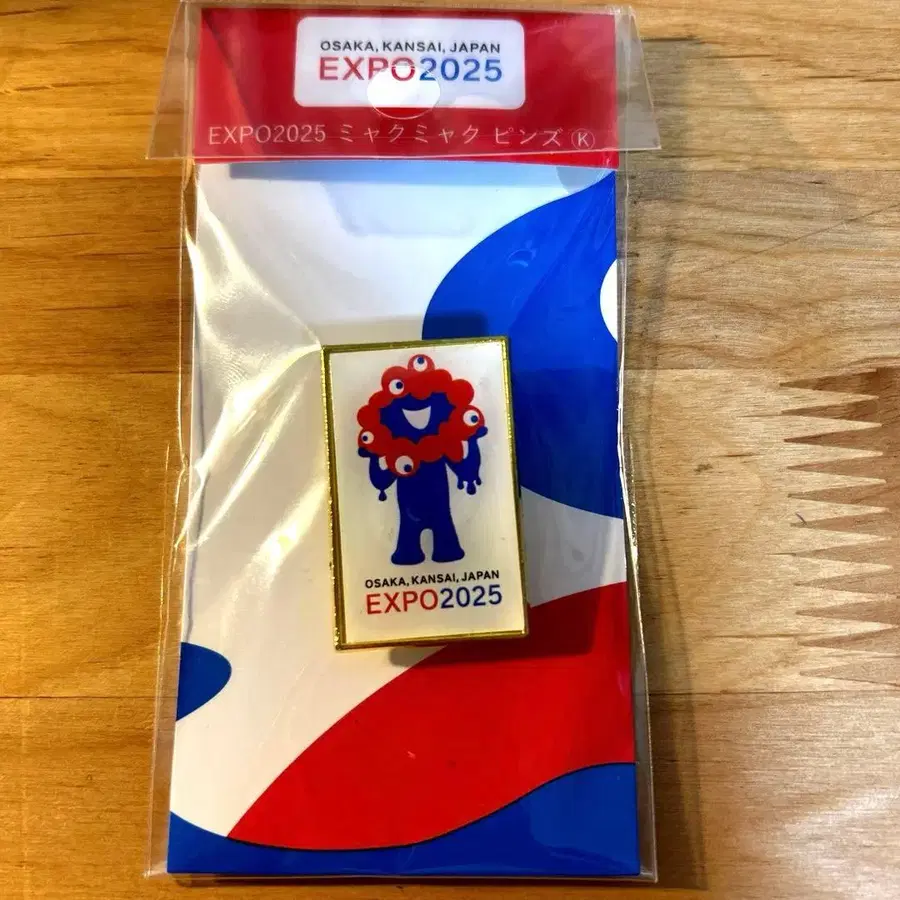 OSAKA, KANSAI, JAPAN
EXPO2025
EXPO2025 ミャクミャク ピンズ Ⓚ
OSAKA, KANSAI, JAPAN
EXPO2025